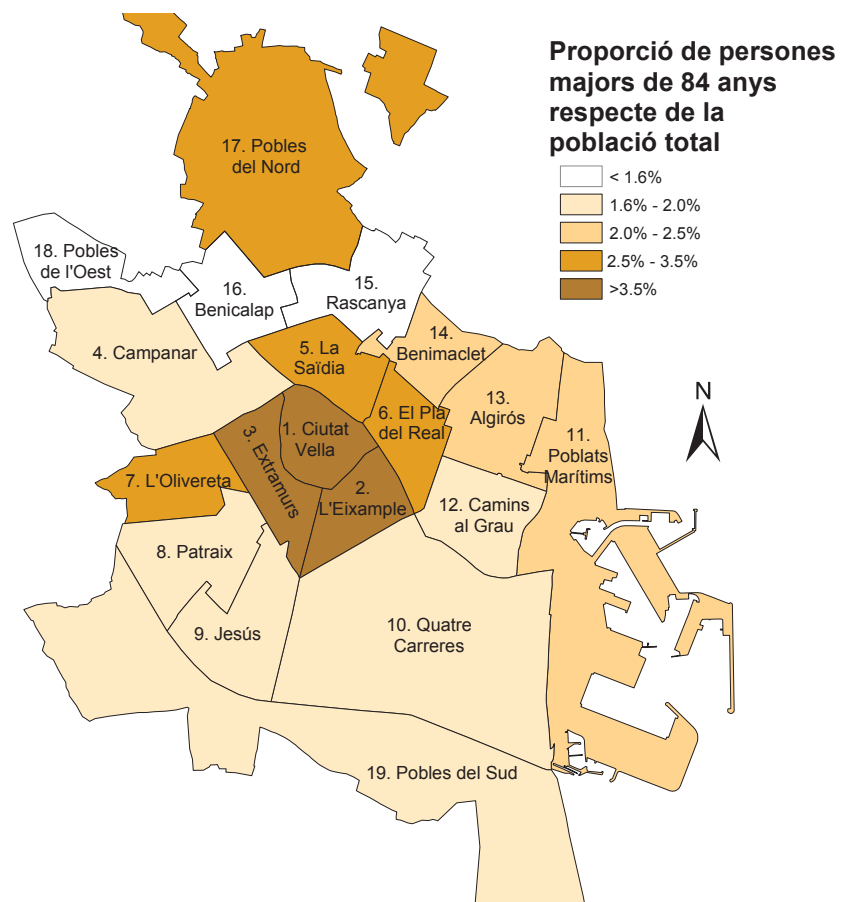 Proporció de persones
majors de 84 anys
respecte de la
població total
< 1.6%
1.6% - 2.0%
2.0% - 2.5%
2.5% - 3.5%
>3.5%
17. Pobles
del Nord
18. Pobles
de l'Oest
16.
Benicalap
15.
Rascanya
14.
Benimaclet
4. Campanar
5. La
Saïdia
13.
Algirós
6. El Pla
del Real
N
11.
Poblats
Marítims
3. Extramurs
1. Ciutat
Vella
7. L'Olivereta
2.
L'Eixample
12. Camins
al Grau
8. Patraix
9. Jesús
10. Quatre
Carreres
19. Pobles del Sud